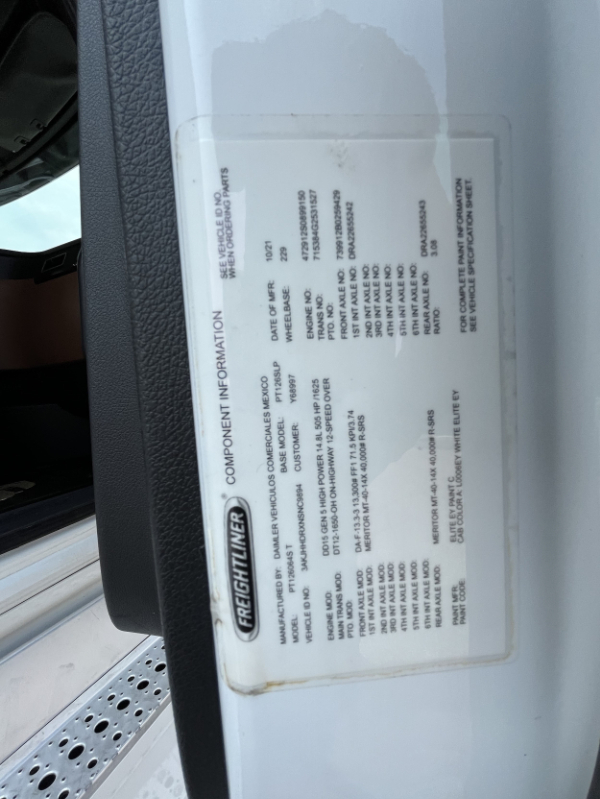 FREIGHTLINER® COMPONENT INFORMATION
SEE VEHICLE ID NO.
WHEN ORDERING PARTS
MANUFACTURED BY: DAIMLER VEHICULOS COMERCIALES MEXICO
MODEL: PT126064S T BASE MODEL: PT126SLP DATE OF MFR: 10/21
VEHICLE ID NO: CUSTOMER: Y68997 WHEELBASE: 229
ENGINE MOD: DD15 GEN 5 HIGH POWER 14.8L 505 HP /1625 ENGINE NO: 472912S0899150
MAIN TRANS MOD: DT12-1650-OH ON-HIGHWAY 12-SPEED OVER TRANS NO: 715384G2531527
PTO. MOD: PTO. NO:
FRONT AXLE MOD: DA-F-13.3-3 13,300# FF1 71.5 KPI/3.74 FRONT AXLE NO: 739912B0259429
1ST INT AXLE MOD: MERITOR MT-40-14X 40,000# R-SRS 1ST INT AXLE NO: DRA22655242
2ND INT AXLE MOD: 2ND INT AXLE NO:
3RD INT AXLE MOD: 3RD INT AXLE NO:
4TH INT AXLE MOD: 4TH INT AXLE NO:
5TH INT AXLE MOD: 5TH INT AXLE NO:
6TH INT AXLE MOD: 6TH INT AXLE NO:
REAR AXLE MOD: MERITOR MT-40-14X 40,000# R-SRS REAR AXLE NO: DRA22655243
RATIO: 3.08
PAINT MFR: ELITE EY PAINT C FOR COMPLETE PAINT INFORMATION
PAINT CODE: CAB COLOR A: L0006EY WHITE ELITE EY SEE VEHICLE SPECIFICATION SHEET.